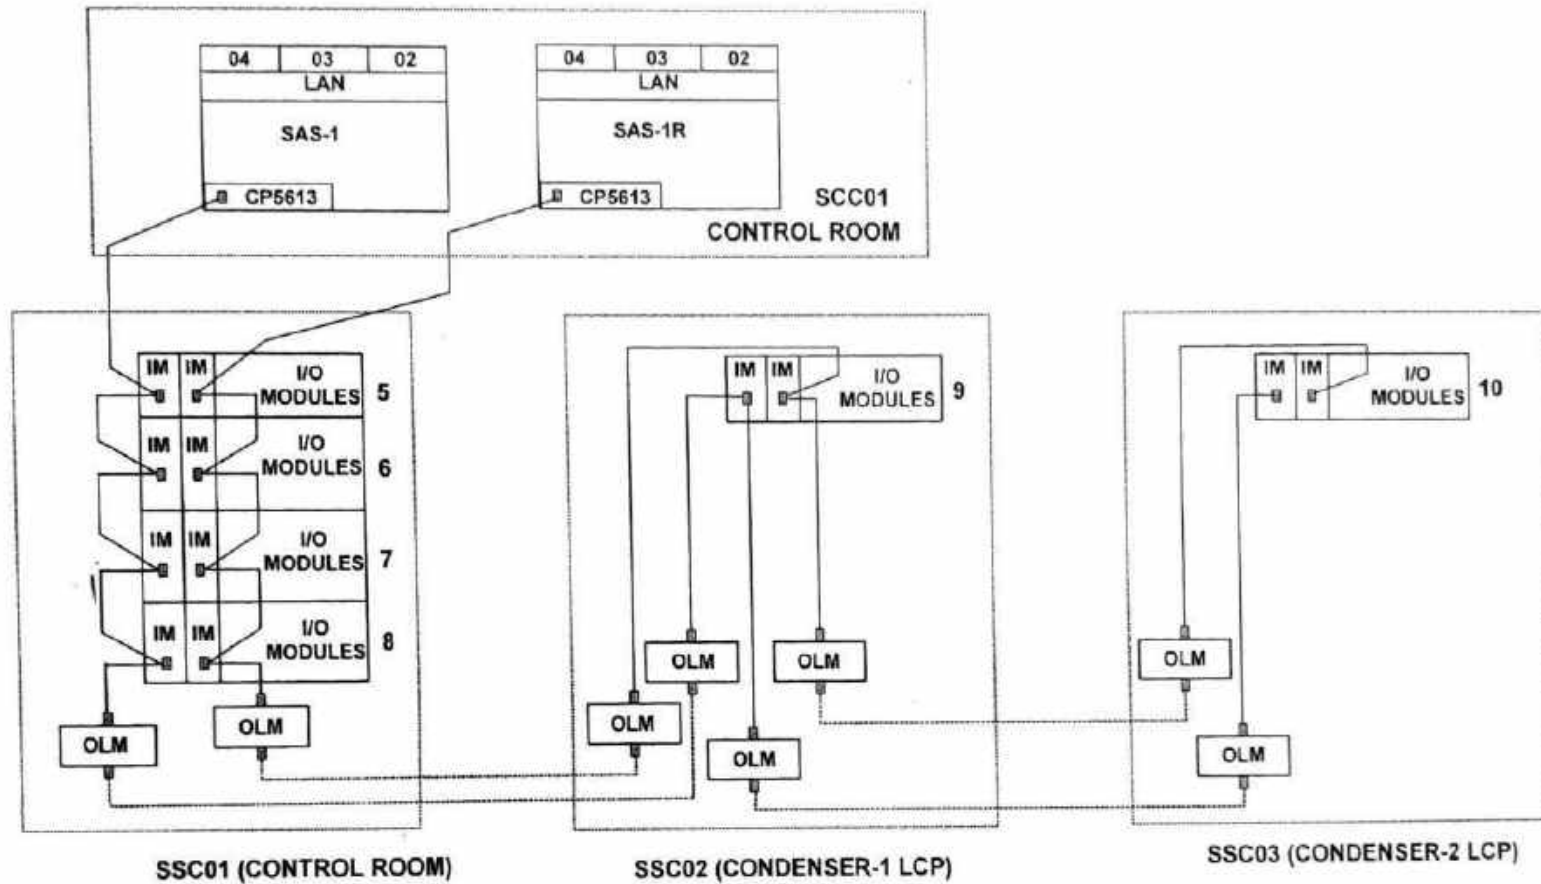 04 03 02
LAN
SAS-1
CP5613
04 03 02
LAN
SAS-1R
CP5613
SCC01
CONTROL ROOM
IM IM I/O
MODULES 5
IM IM I/O
MODULES 6
IM IM I/O
MODULES 7
IM IM I/O
MODULES 8
OLM
OLM
SSC01 (CONTROL ROOM)
IM IM I/O
MODULES 9
OLM
OLM
OLM
OLM
SSC02 (CONDENSER-1 LCP)
IM IM I/O
MODULES 10
OLM
OLM
SSC03 (CONDENSER-2 LCP)